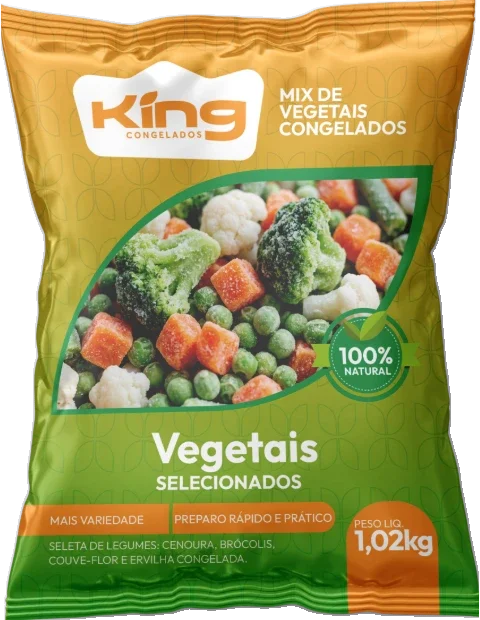 King
CONGELADOS
MIX DE
VEGETAIS
CONGELADOS
100%
NATURAL
Vegetais
SELECIONADOS
MAIS VARIEDADE
PREPARO RÁPIDO E PRÁTICO
SELETA DE LEGUMES: CENOURA, BRÓCOLIS,
COUVE-FLOR E ERVILHA CONGELADA.
PESO LIQ.
1,02kg